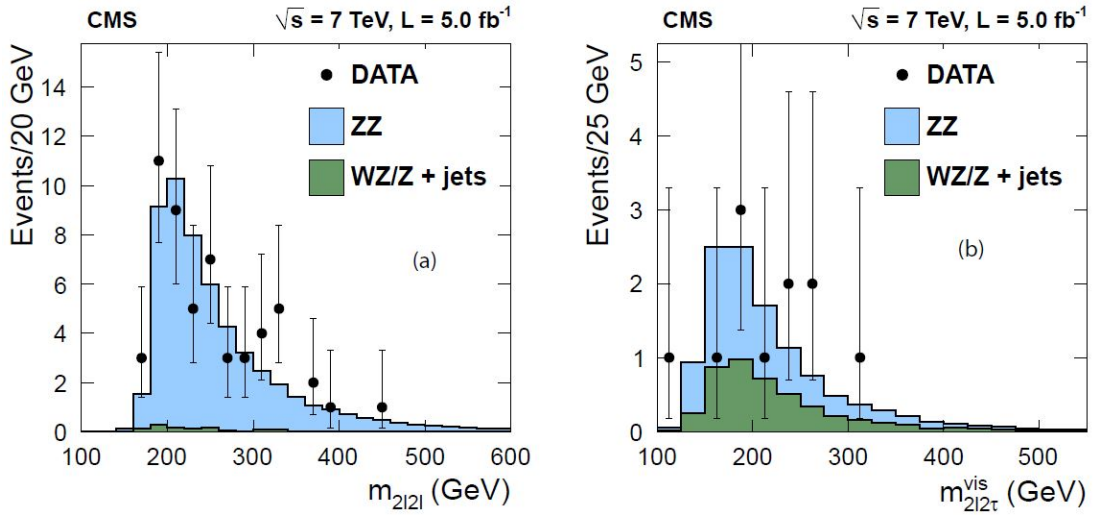 CMS √s = 7 TeV, L = 5.0 fb⁻¹
Events/20 GeV
14
12
10
8
6
4
2
0
DATA
ZZ
WZ/Z + jets
(a)
100 200 300 400 500 600
m₂ₗ₂ₗ (GeV)
CMS √s = 7 TeV, L = 5.0 fb⁻¹
Events/25 GeV
5
4
3
2
1
0
DATA
ZZ
WZ/Z + jets
(b)
100 200 300 400 500
m^vis_2l2τ (GeV)